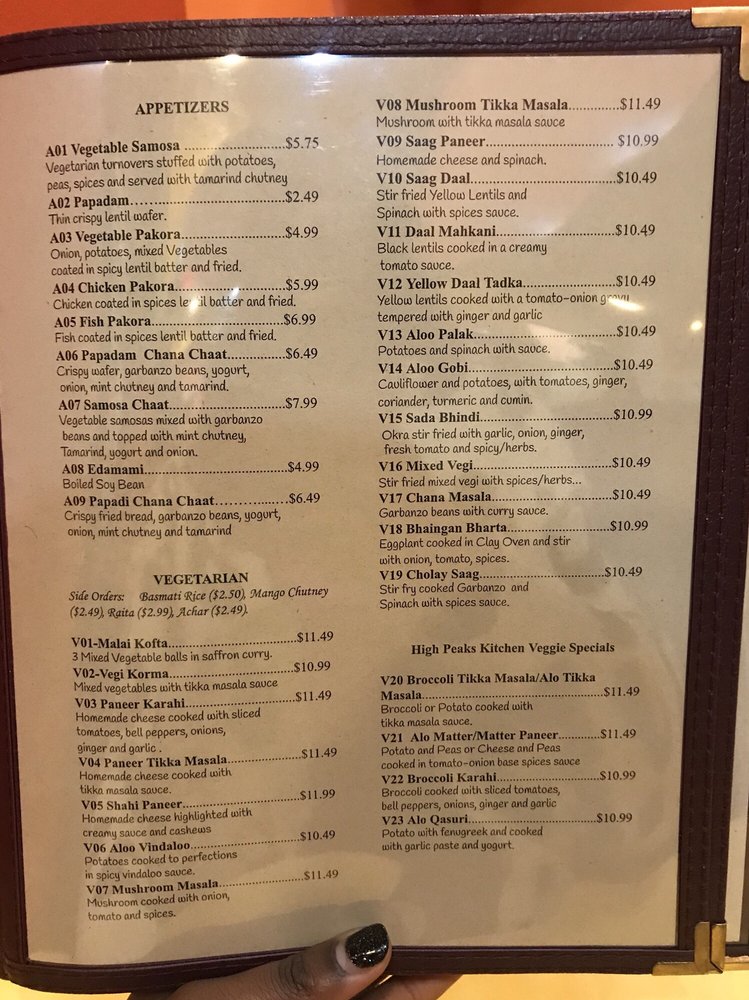 APPETIZERS
A01 Vegetable Samosa ........................$5.75
Vegetarian turnovers stuffed with potatoes,
peas, spices and served with tamarind chutney
A02 Papadam……................................$2.49
Thin crispy lentil wafer.
A03 Vegetable Pakora..........................$4.99
Onion, potatoes, mixed Vegetables
coated in spicy lentil batter and fried.
A04 Chicken Pakora............................$5.99
Chicken coated in spices lentil batter and fried.
A05 Fish Pakora.................................$6.99
Fish coated in spices lentil batter and fried.
A06 Papadam Chana Chaat..............$6.49
Crispy wafer, garbanzo beans, yogurt,
onion, mint chutney and tamarind.
A07 Samosa Chaat.............................$7.99
Vegetable samosas mixed with garbanzo
beans and topped with mint chutney,
Tamarind, yogurt and onion.
A08 Edamami...................................$4.99
Boiled Soy Bean
A09 Papadi Chana Chaat……….….…$6.49
Crispy fried bread, garbanzo beans, yogurt,
onion, mint chutney and tamarind
VEGETARIAN
Side Orders: Basmati Rice ($2.50), Mango Chutney
($2.49), Raita ($2.99), Achar ($2.49).
V01-Malai Kofta................................$11.49
3 Mixed Vegetable balls in saffron curry.
V02-Vegi Korma...............................$10.99
Mixed vegetables with tikka masala sauce
V03 Paneer Karahi...........................$11.49
Homemade cheese cooked with sliced
tomatoes, bell peppers, onions,
ginger and garlic .
V04 Paneer Tikka Masala..................$11.49
Homemade cheese cooked with
tikka masala sauce.
V05 Shahi Paneer.............................$11.99
Homemade cheese highlighted with
creamy sauce and cashews
V06 Aloo Vindaloo...........................$10.49
Potatoes cooked to perfections
in spicy vindaloo sauce.
V07 Mushroom Masala.....................$11.49
Mushroom cooked with onion,
tomato and spices.
V08 Mushroom Tikka Masala.............$11.49
Mushroom with tikka masala sauce
V09 Saag Paneer................................ $10.99
Homemade cheese and spinach.
V10 Saag Daal...................................$10.49
Stir fried Yellow Lentils and
Spinach with spices sauce.
V11 Daal Mahkani.............................$10.49
Black lentils cooked in a creamy
tomato sauce.
V12 Yellow Daal Tadka.......................$10.49
Yellow lentils cooked with a tomato-onion gravy
tempered with ginger and garlic
V13 Aloo Palak...................................$10.49
Potatoes and spinach with sauce.
V14 Aloo Gobi....................................$10.49
Cauliflower and potatoes, with tomatoes, ginger,
coriander, turmeric and cumin.
V15 Sada Bhindi.................................$10.99
Okra stir fried with garlic, onion, ginger,
fresh tomato and spicy/herbs.
V16 Mixed Vegi..................................$10.49
Stir fried mixed vegi with spices/herbs...
V17 Chana Masala..............................$10.49
Garbanzo beans with curry sauce.
V18 Bhaingan Bharta.........................$10.99
Eggplant cooked in Clay Oven and stir
with onion, tomato, spices.
V19 Cholay Saag................................$10.49
Stir fry cooked Garbanzo and
Spinach with spices sauce.
High Peaks Kitchen Veggie Specials
V20 Broccoli Tikka Masala/Alo Tikka
Masala...............................................$11.49
Broccoli or Potato cooked with
tikka masala sauce.
V21 Alo Matter/Matter Paneer...........$11.49
Potato and Peas or Cheese and Peas
cooked in tomato-onion base spices sauce
V22 Broccoli Karahi...........................$10.99
Broccoli cooked with sliced tomatoes,
bell peppers, onions, ginger and garlic
V23 Alo Qasuri..................................$10.99
Potato with fenugreek and cooked
with garlic paste and yogurt.